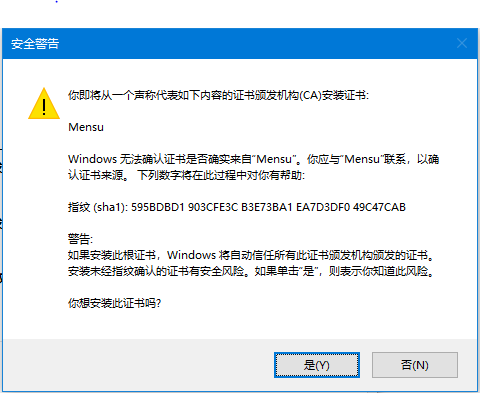 安全警告
你即将从一个声称代表如下内容的证书颁发机构(CA)安装证书:
Mensu
Windows 无法确认证书是否确实来自"Mensu"。你应与"Mensu"联系，以确
认证书来源。 下列数字将在此过程中对你有帮助:
指纹 (sha1): 595BDBD1 903CFE3C B3E73BA1 EA7D3DF0 49C47CAB
警告:
如果安装此根证书，Windows 将自动信任所有此证书颁发机构颁发的证书。
安装未经指纹确认的证书有安全风险。如果单击"是"，则表示你知道此风险。
你想安装此证书吗?
是(Y)
否(N)